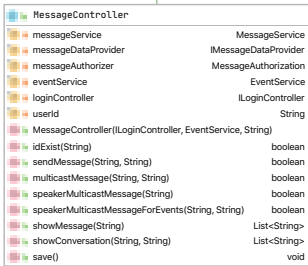 MessageController
messageService MessageService
messageDataProvider IMessageDataProvider
messageAuthorizer MessageAuthorization
eventService EventService
loginController ILoginController
userId String
MessageController(ILoginController, EventService, String)
idExist(String) boolean
sendMessage(String, String) boolean
multicastMessage(String, String) boolean
speakerMulticastMessage(String) boolean
speakerMulticastMessageForEvents(String, String) boolean
showMessage(String) List<String>
showConversation(String, String) List<String>
save() void